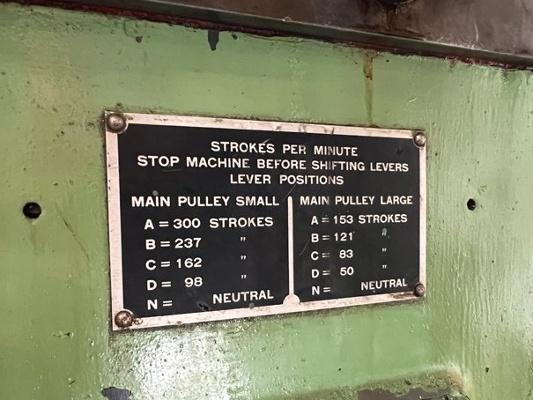 STROKES PER MINUTE
STOP MACHINE BEFORE SHIFTING LEVERS
LEVER POSITIONS
MAIN PULLEY SMALL
A = 300 STROKES
B = 237 "
C = 162 "
D = 98 "
N = NEUTRAL
MAIN PULLEY LARGE
A = 153 STROKES
B = 121 "
C = 83 "
D = 50 "
N = NEUTRAL